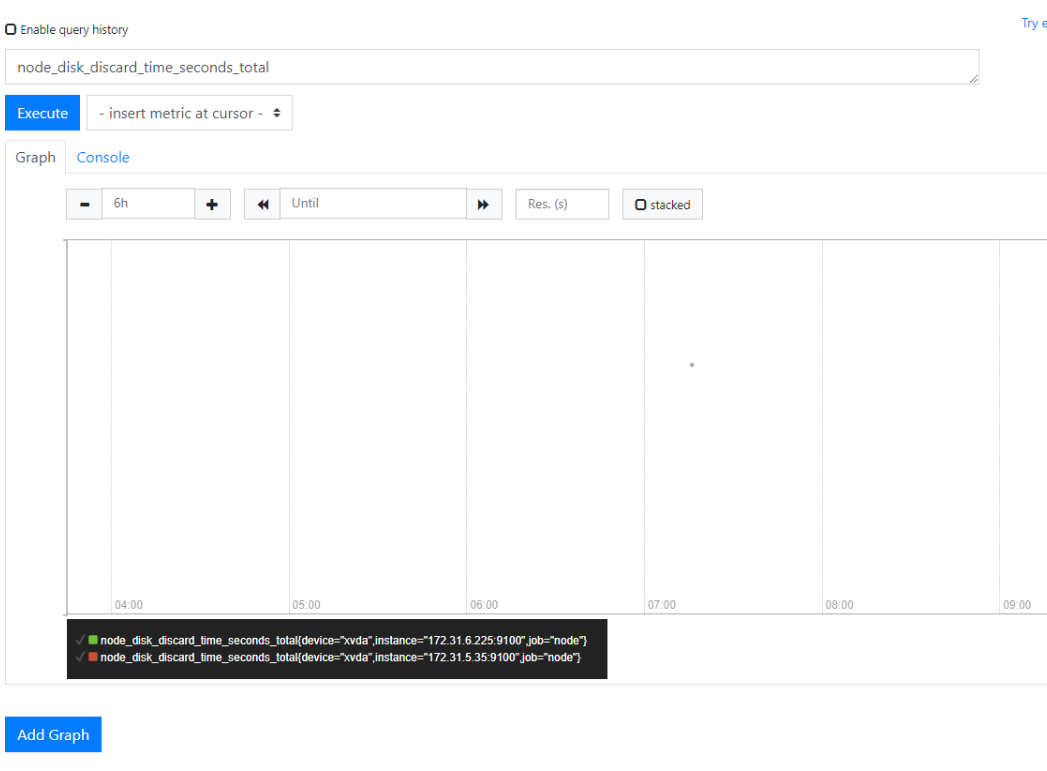 Enable query history
Try e
node_disk_discard_time_seconds_total
Execute
- insert metric at cursor -
Graph Console
6h Until Res. (s) stacked
04:00 05:00 06:00 07:00 08:00 09:00
node_disk_discard_time_seconds_total{device="xvda",instance="172.31.6.225:9100",job="node"}
node_disk_discard_time_seconds_total{device="xvda",instance="172.31.5.35:9100",job="node"}
Add Graph